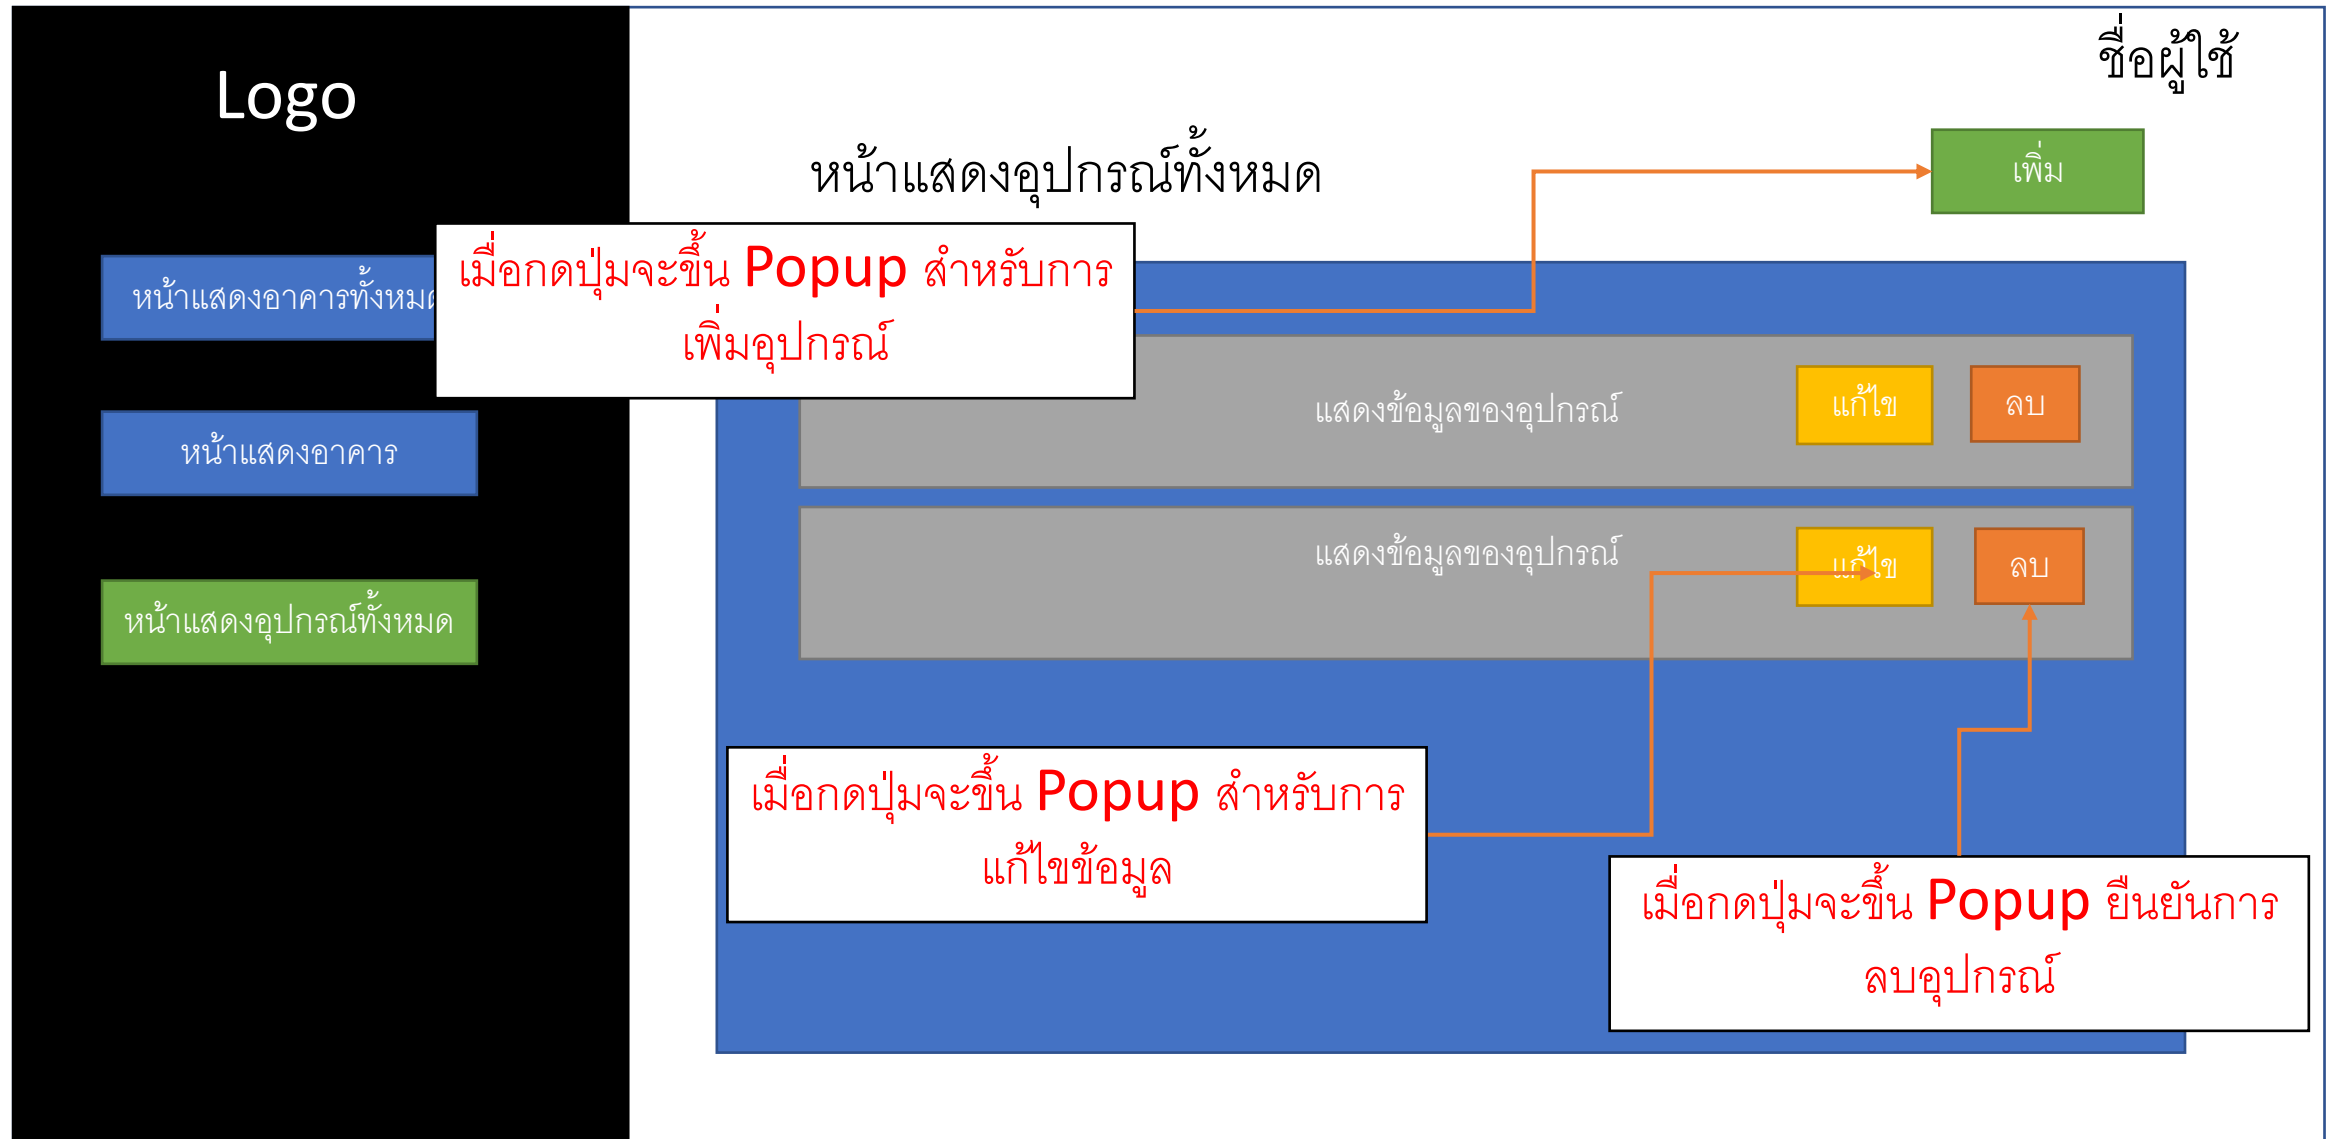 Logo
ชื่อผู้ใช้
หน้าแสดงอุปกรณ์ทั้งหมด
เพิ่ม
หน้าแสดงอาคารทั้งหมด
เมื่อกดปุ่มจะขึ้น Popup สำหรับการ
เพิ่มอุปกรณ์
แสดงข้อมูลของอุปกรณ์
แก้ไข
ลบ
หน้าแสดงอาคาร
แสดงข้อมูลของอุปกรณ์
แก้ไข
ลบ
หน้าแสดงอุปกรณ์ทั้งหมด
เมื่อกดปุ่มจะขึ้น Popup สำหรับการ
แก้ไขข้อมูล
เมื่อกดปุ่มจะขึ้น Popup ยืนยันการ
ลบอุปกรณ์